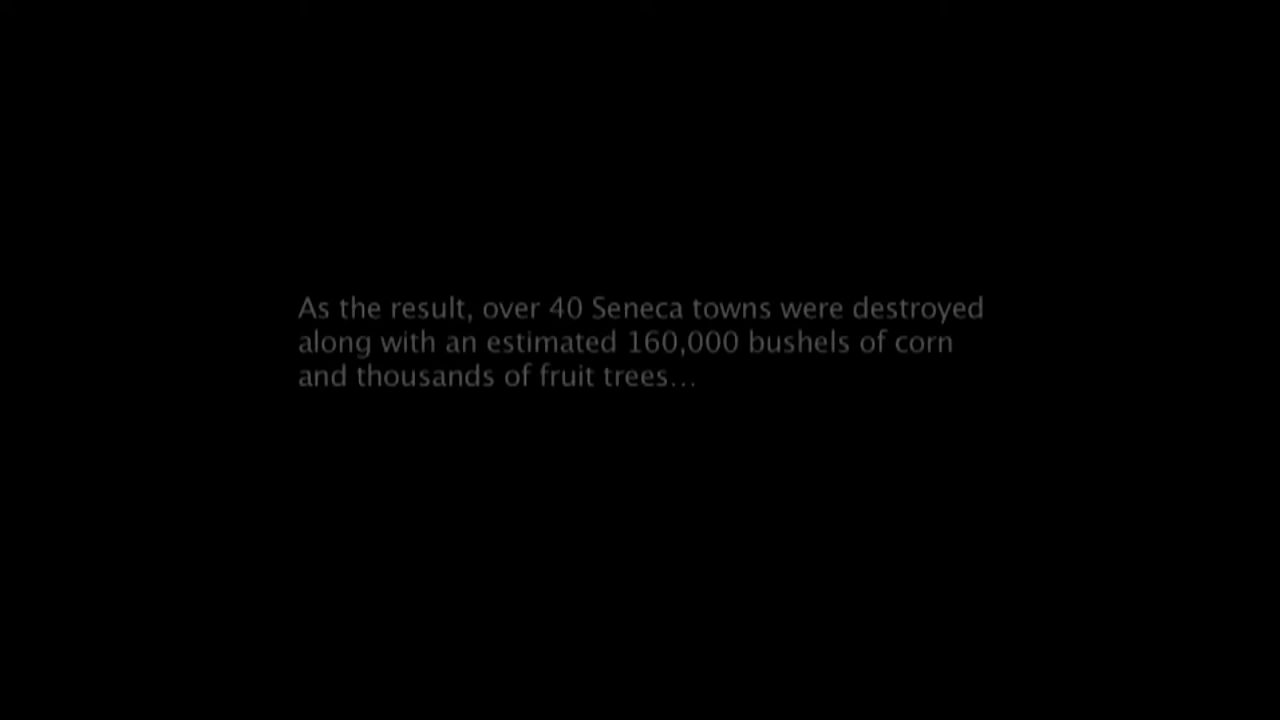 As the result, over 40 Seneca towns were destroyed
along with an estimated 160,000 bushels of corn
and thousands of fruit trees...